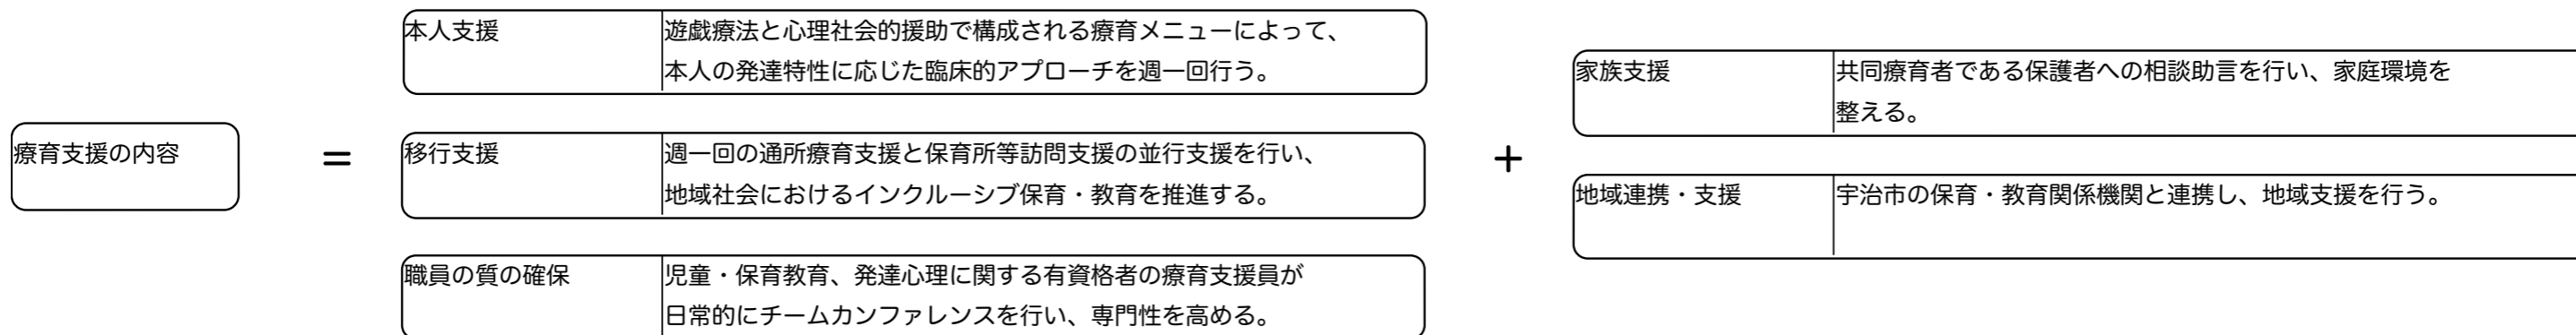 療育支援の内容
=
本人支援
遊戯療法と心理社会的援助で構成される療育メニューによって、
本人の発達特性に応じた臨床的アプローチを週一回行う。
移行支援
週一回の通所療育支援と保育所等訪問支援の並行支援を行い、
地域社会におけるインクルーシブ保育・教育を推進する。
職員の質の確保
児童・保育教育、発達心理に関する有資格者の療育支援員が
日常的にチームカンファレンスを行い、専門性を高める。
+
家族支援
共同療育者である保護者への相談助言を行い、家庭環境を
整える。
地域連携・支援
宇治市の保育・教育関係機関と連携し、地域支援を行う。